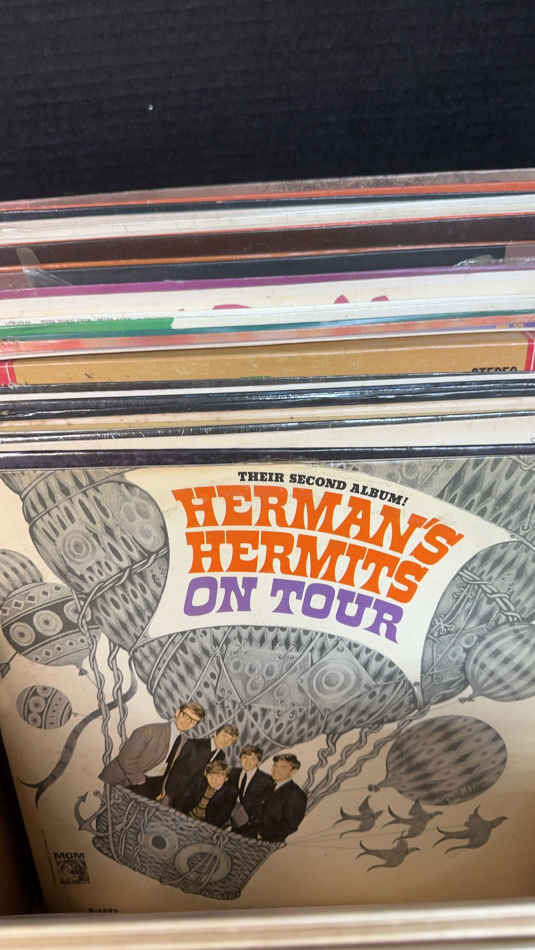 STEREO
THEIR SECOND ALBUM!
HERMAN'S
HERMITS
ON TOUR
MGM